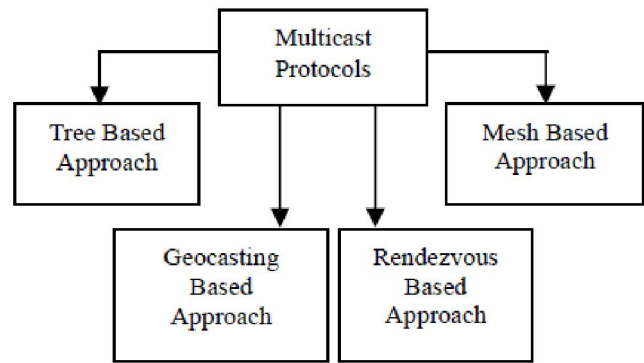 Multicast
Protocols
Tree Based
Approach
Mesh Based
Approach
Geocasting
Based
Approach
Rendezvous
Based
Approach